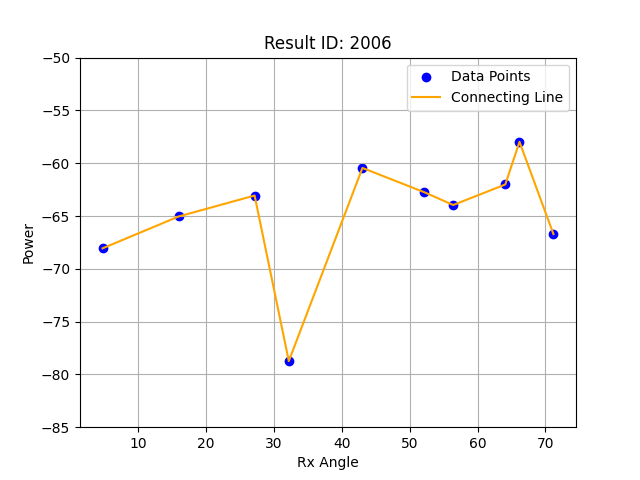 Result ID: 2006
Data Points
Connecting Line
Power
−50
−55
−60
−65
−70
−75
−80
−85
10 20 30 40 50 60 70
Rx Angle